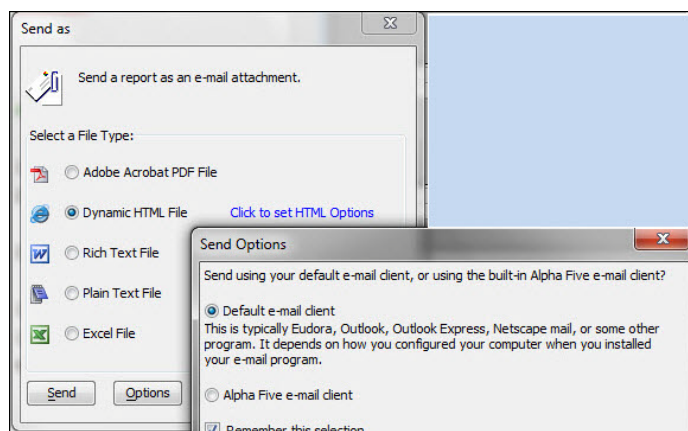 Send as
Send a report as an e-mail attachment.
Select a File Type:
Adobe Acrobat PDF File
Dynamic HTML File Click to set HTML Options
Rich Text File
Plain Text File
Excel File
Send Options
Send Options
Send using your default e-mail client, or using the built-in Alpha Five e-mail client?
Default e-mail client
This is typically Eudora, Outlook, Outlook Express, Netscape mail, or some other
program. It depends on how you configured your computer when you installed
your e-mail program.
Alpha Five e-mail client
Remember this selection